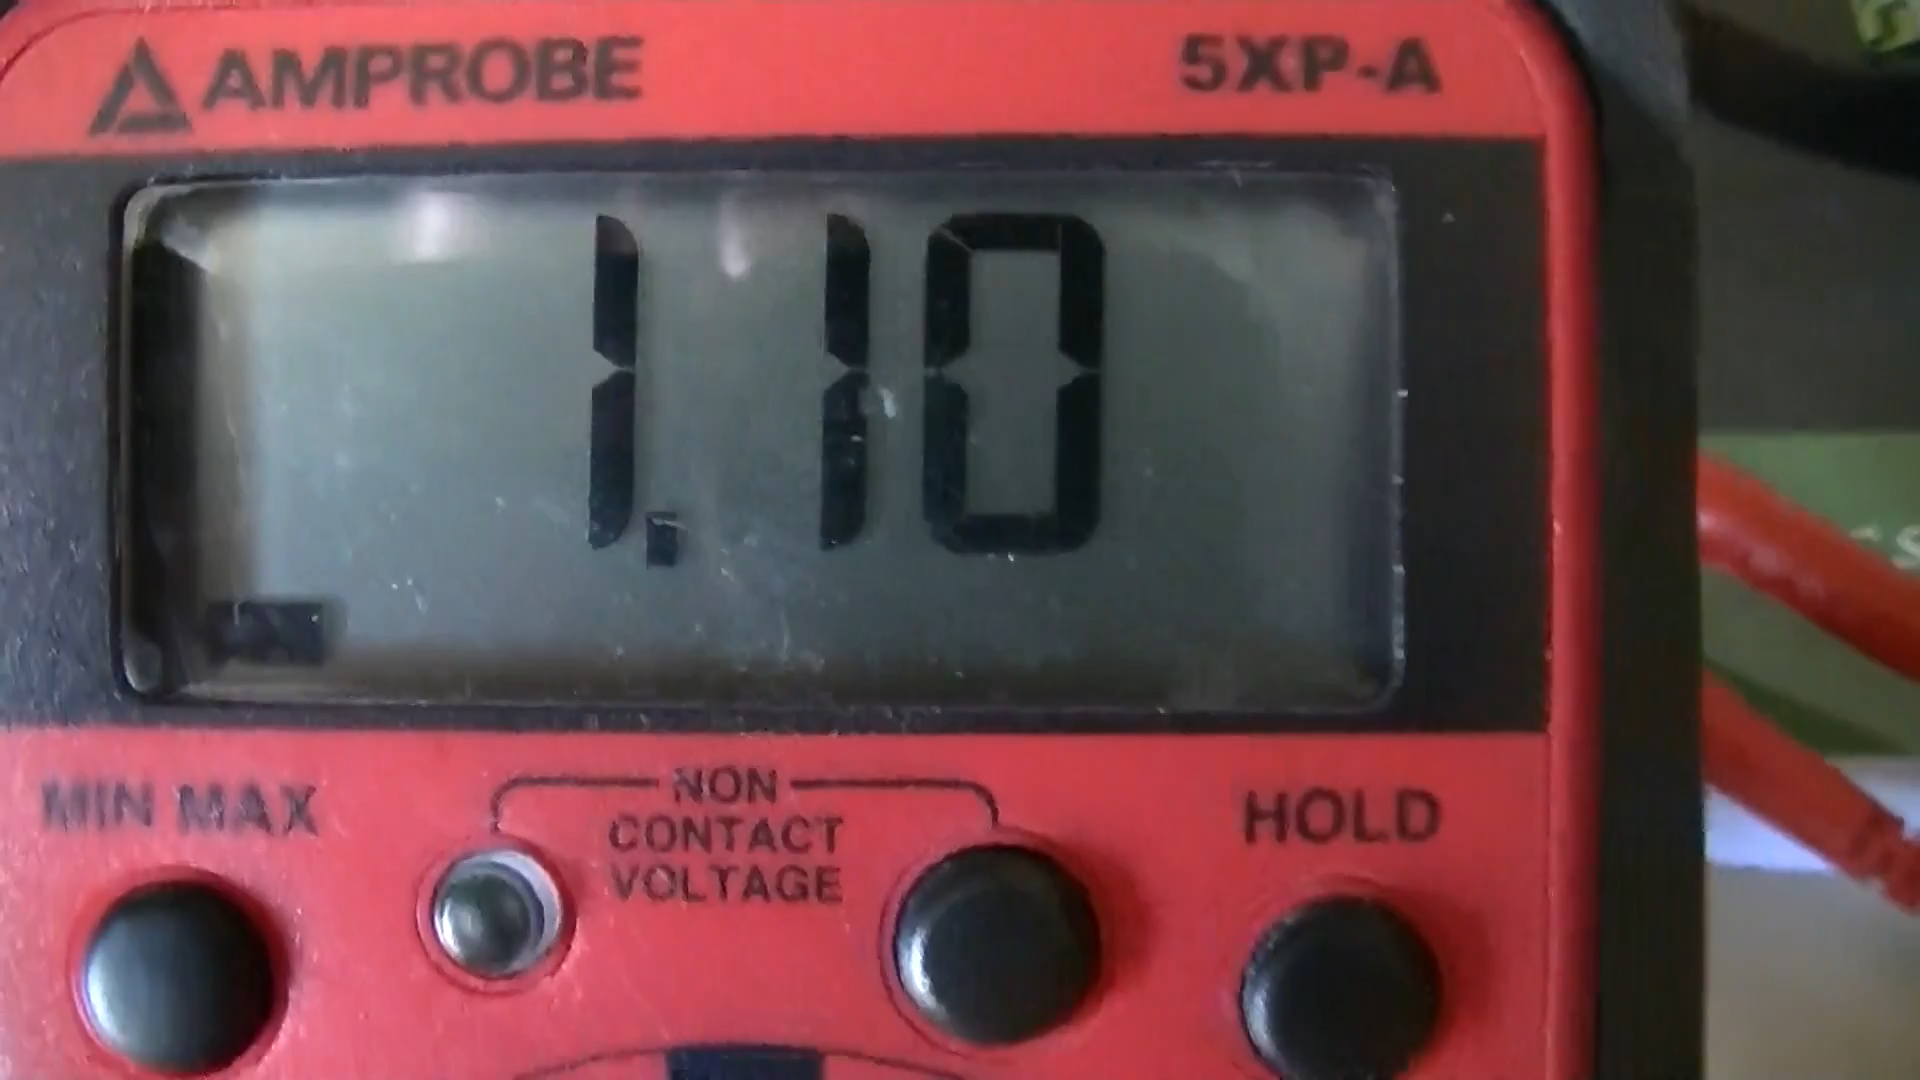 AMPROBE 5XP-A
1.10
MIN MAX
NON
CONTACT
VOLTAGE
HOLD